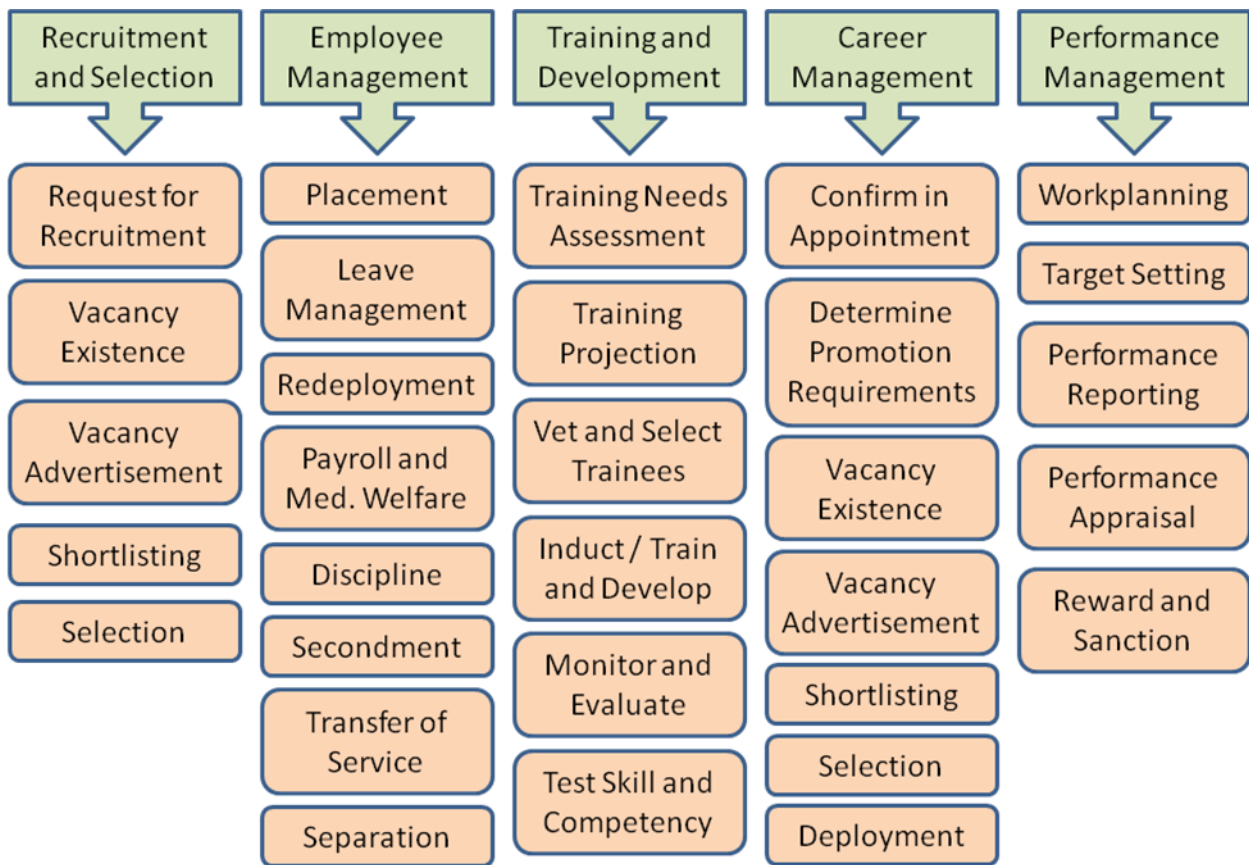 Recruitment
and Selection
Request for
Recruitment
Vacancy
Existence
Vacancy
Advertisement
Shortlisting
Selection
Employee
Management
Placement
Leave
Management
Redeployment
Payroll and
Med. Welfare
Discipline
Secondment
Transfer of
Service
Separation
Training and
Development
Training Needs
Assessment
Training
Projection
Vet and Select
Trainees
Induct / Train
and Develop
Monitor and
Evaluate
Test Skill and
Competency
Career
Management
Confirm in
Appointment
Determine
Promotion
Requirements
Vacancy
Existence
Vacancy
Advertisement
Shortlisting
Selection
Deployment
Performance
Management
Workplanning
Target Setting
Performance
Reporting
Performance
Appraisal
Reward and
Sanction